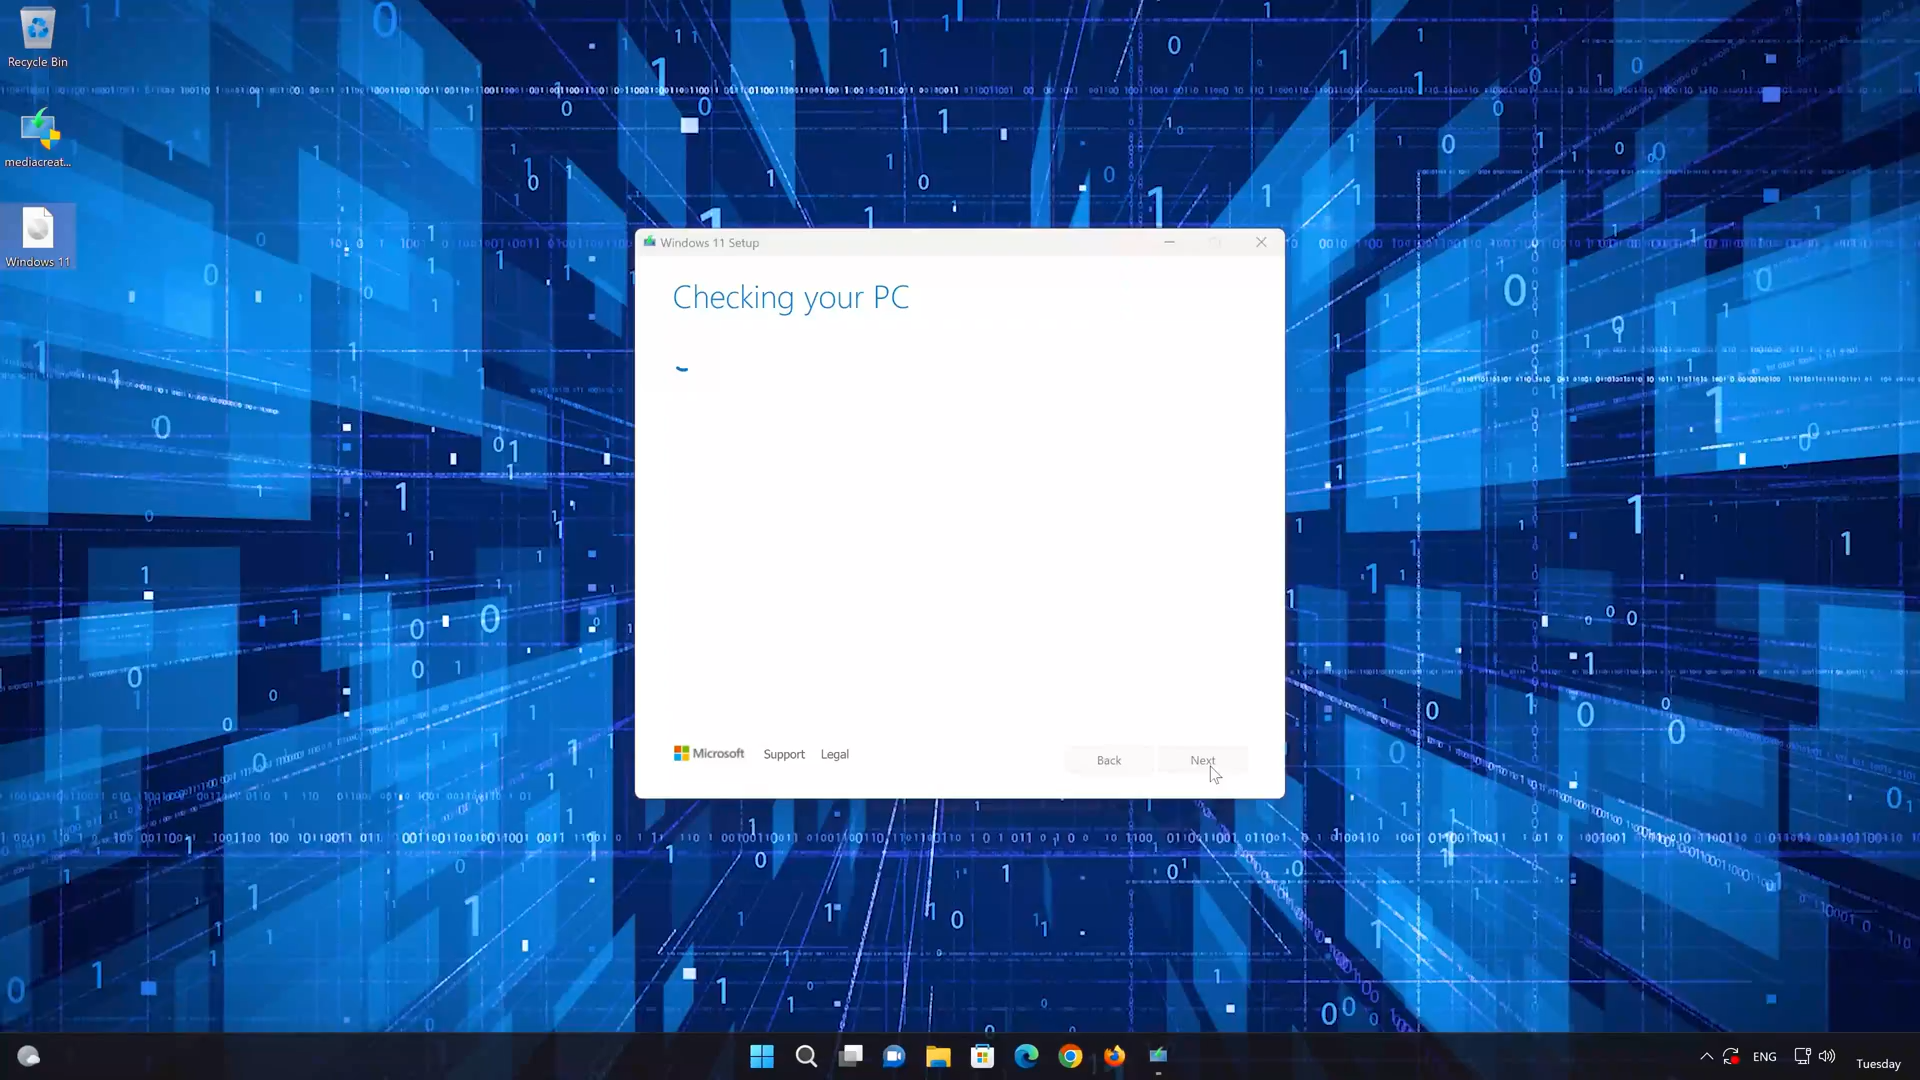 Recycle Bin
mediacreat...
Windows 11
Windows 11 Setup
Checking your PC
Microsoft
Support
Legal
Back
Next
ENG
Tuesday